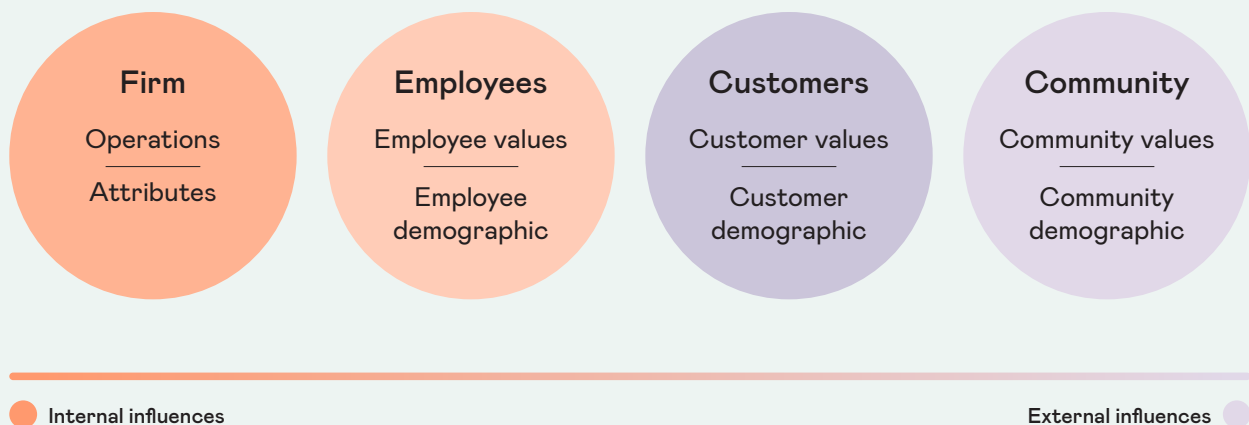 Firm
Operations
Attributes
Employees
Employee values
Employee
demographic
Customers
Customer values
Customer
demographic
Community
Community values
Community
demographic
Internal influences
External influences